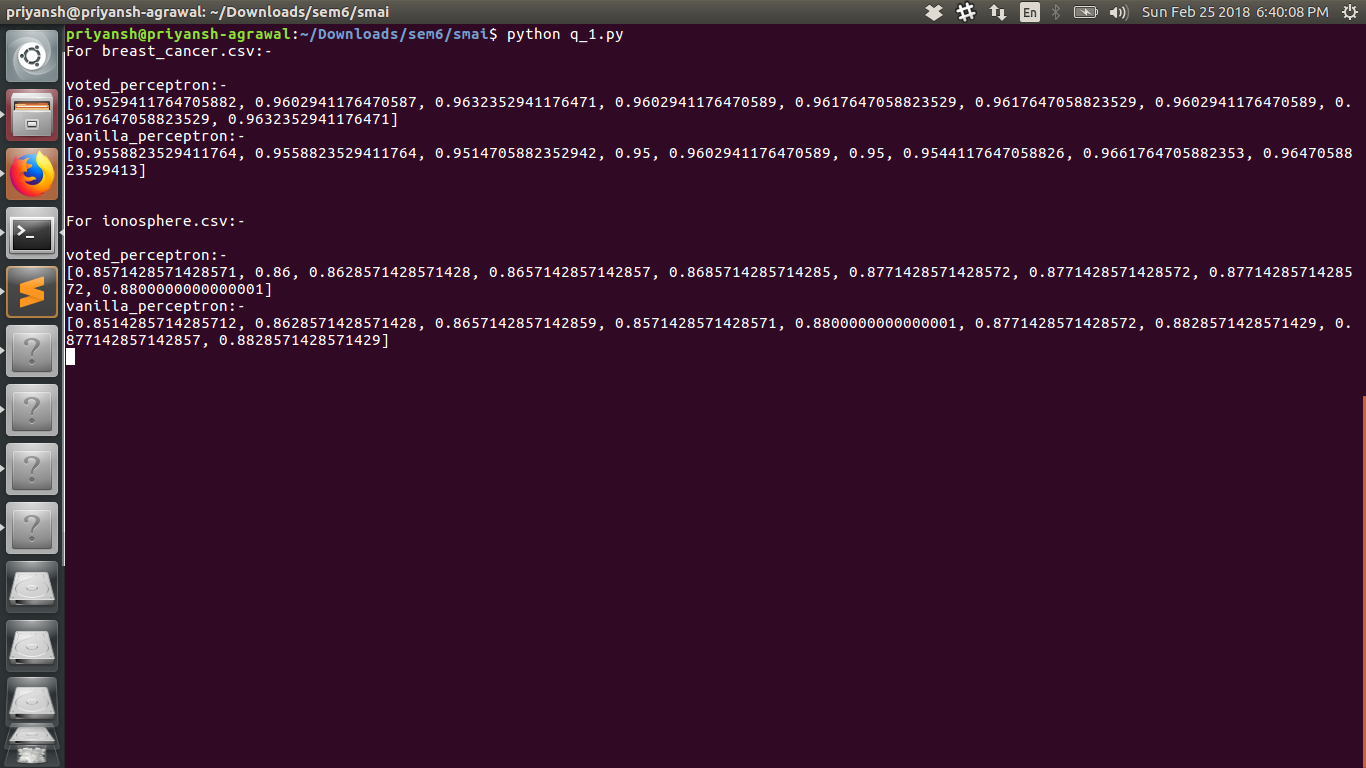 priyansh@priyansh-agrawal: ~/Downloads/sem6/smai
En
Sun Feb 25 2018 6:40:08 PM
priyansh@priyansh-agrawal:~/Downloads/sem6/smai$ python q_1.py
For breast_cancer.csv:-
voted_perceptron:-
[0.9529411764705882, 0.9602941176470587, 0.9632352941176471, 0.9602941176470589, 0.9617647058823529, 0.9617647058823529, 0.9602941176470589, 0.
9617647058823529, 0.9632352941176471]
vanilla_perceptron:-
[0.9558823529411764, 0.9558823529411764, 0.9514705882352942, 0.95, 0.9602941176470589, 0.95, 0.9544117647058826, 0.9661764705882353, 0.96470588
23529413]
For ionosphere.csv:-
voted_perceptron:-
[0.8571428571428571, 0.86, 0.8628571428571428, 0.8657142857142857, 0.8685714285714285, 0.8771428571428572, 0.8771428571428572, 0.87714285714285
72, 0.8800000000000001]
vanilla_perceptron:-
[0.8514285714285712, 0.8628571428571428, 0.8657142857142859, 0.8571428571428571, 0.8800000000000001, 0.8771428571428572, 0.8828571428571429, 0.
877142857142857, 0.8828571428571429]